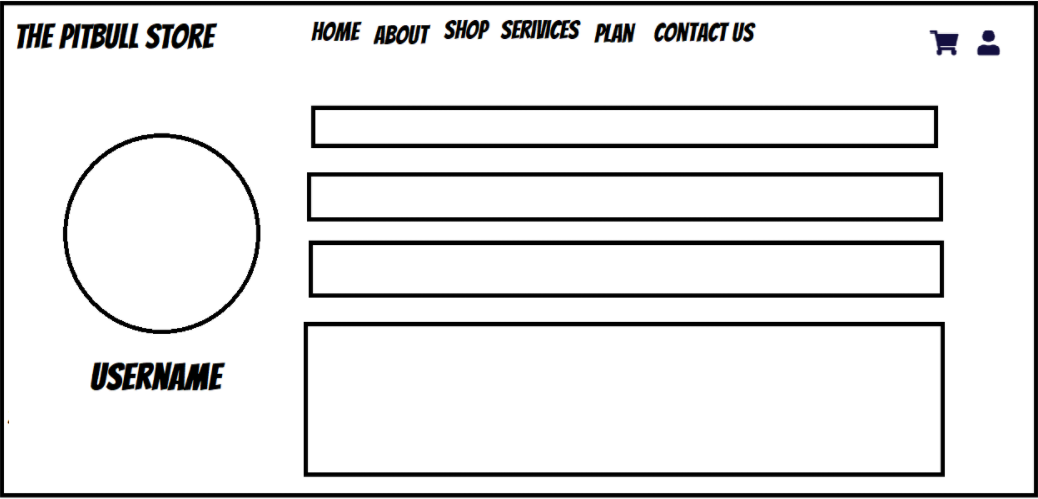 THE PITBULL STORE
HOME ABOUT SHOP SERIVICES PLAN CONTACT US
USERNAME